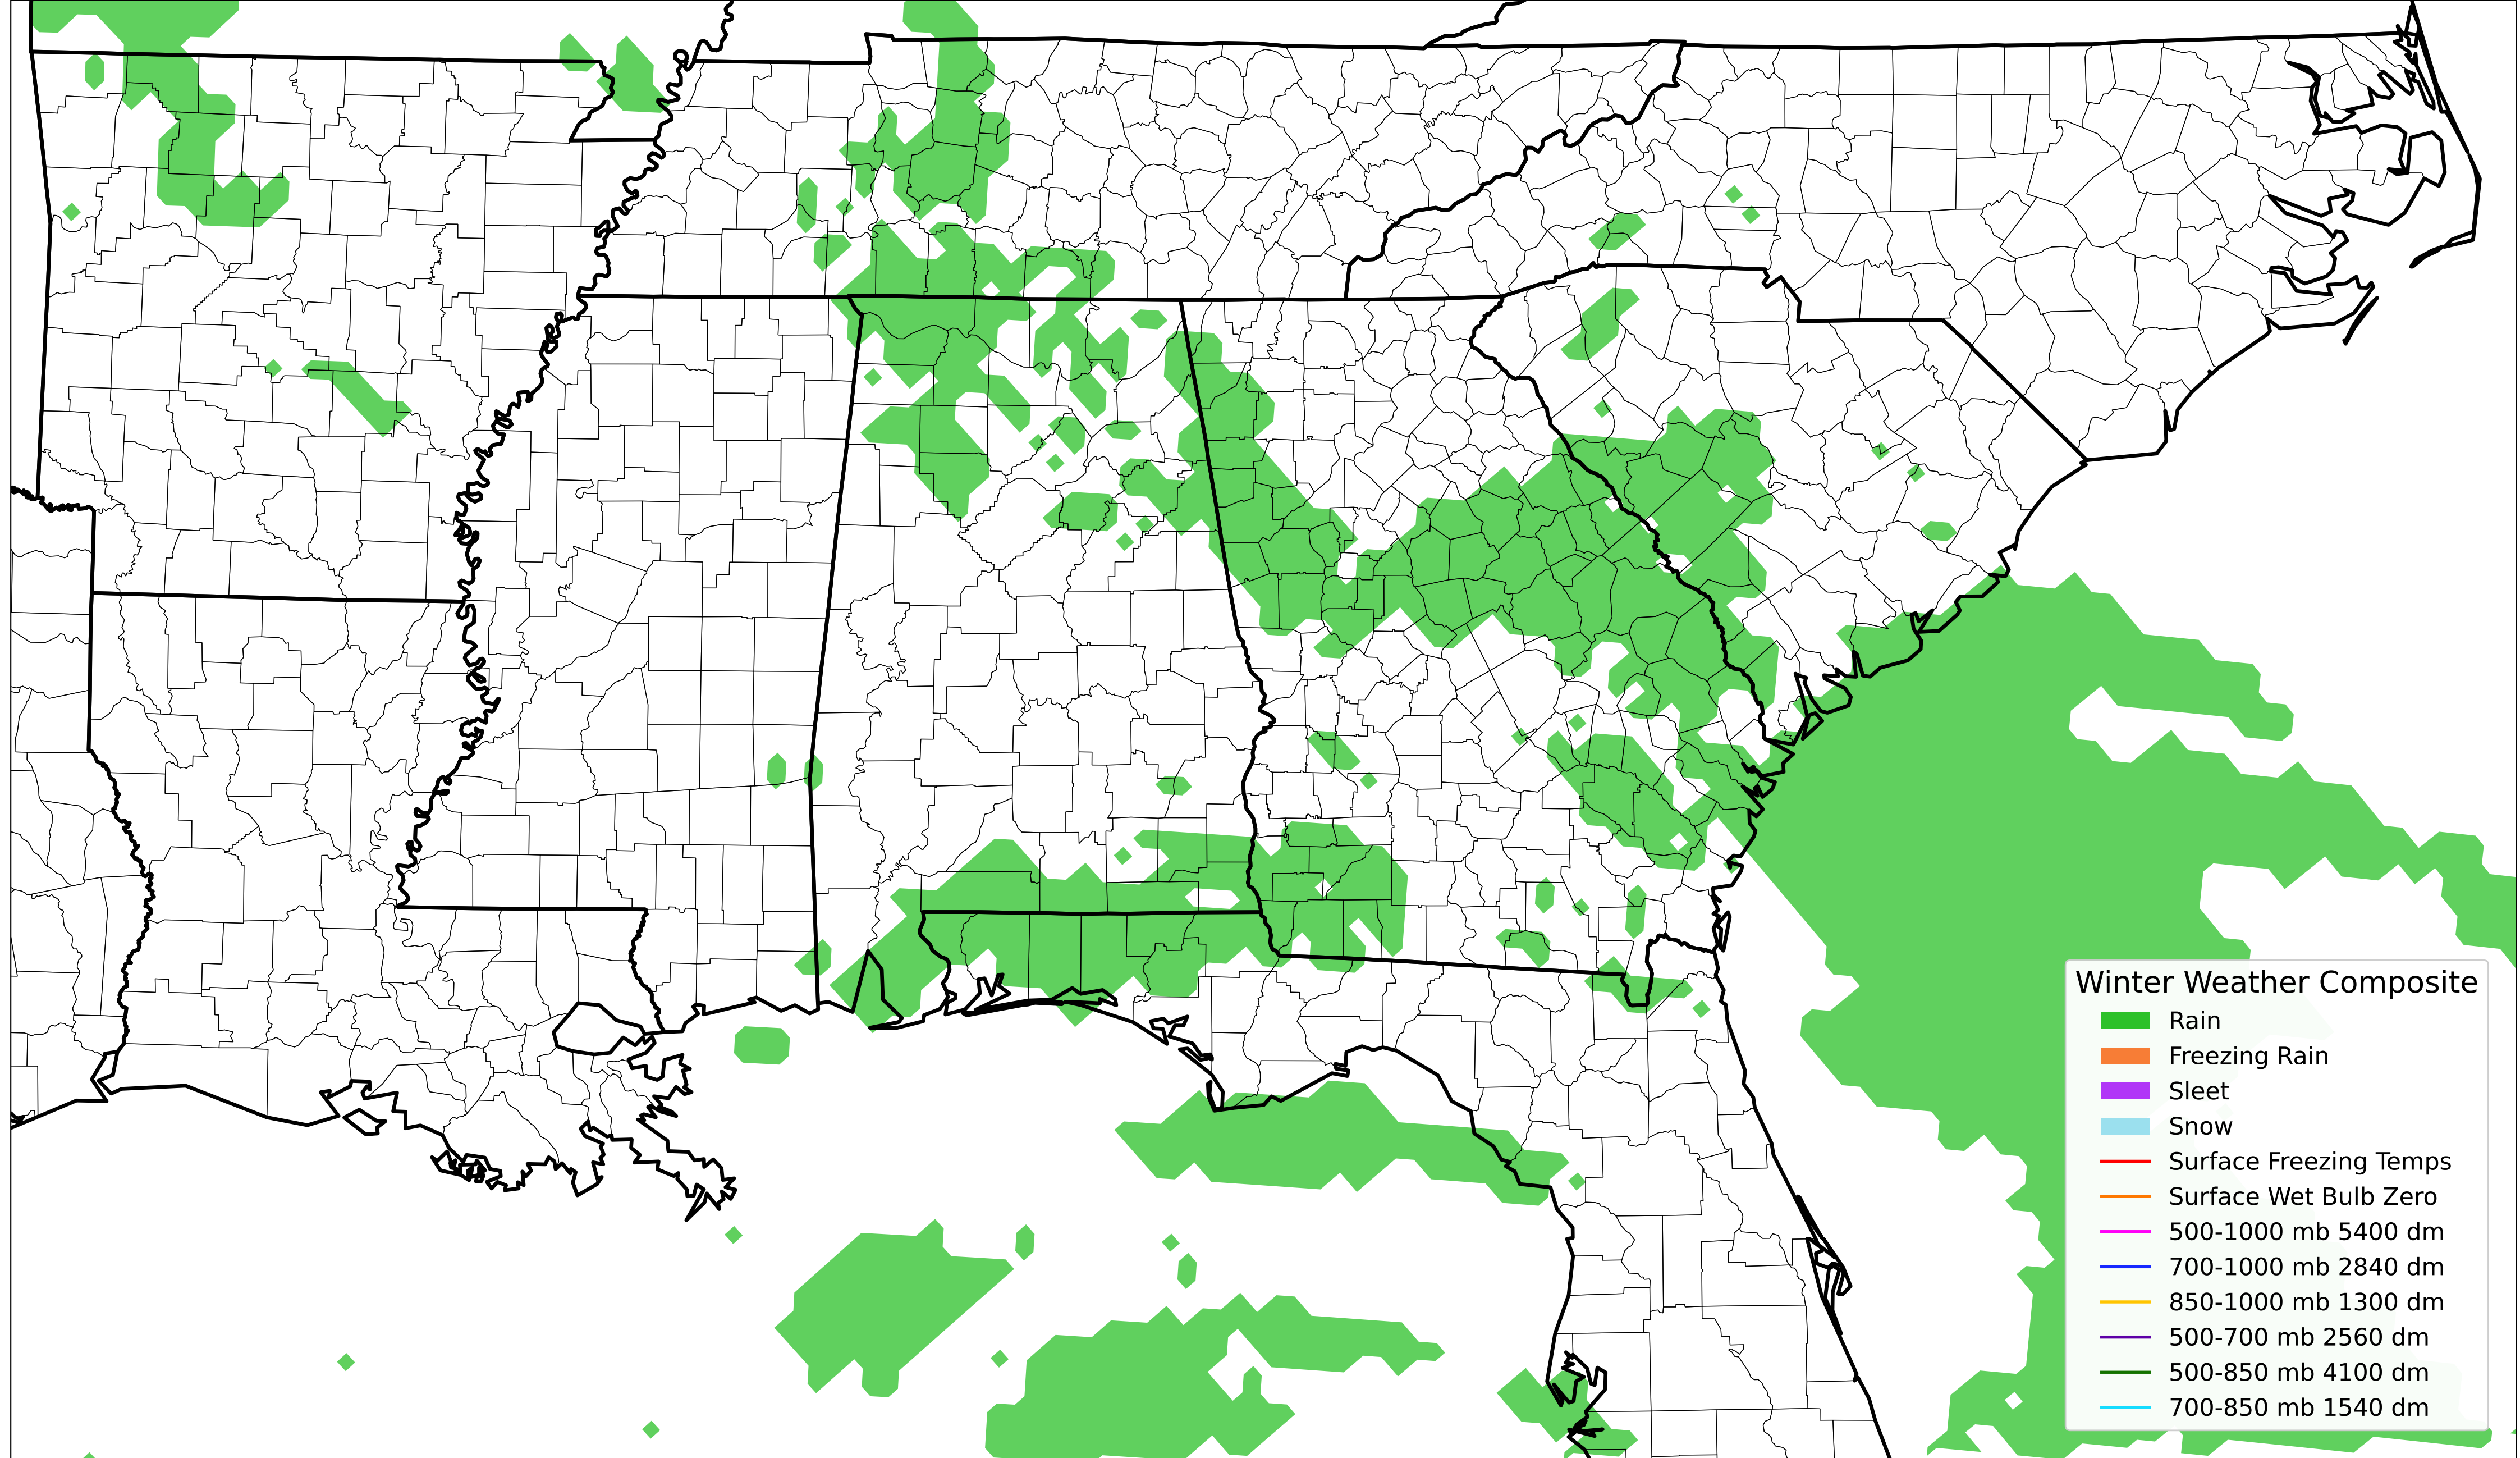 Winter Weather Composite
Rain
Freezing Rain
Sleet
Snow
Surface Freezing Temps
Surface Wet Bulb Zero
500-1000 mb 5400 dm
700-1000 mb 2840 dm
850-1000 mb 1300 dm
500-700 mb 2560 dm
500-850 mb 4100 dm
700-850 mb 1540 dm